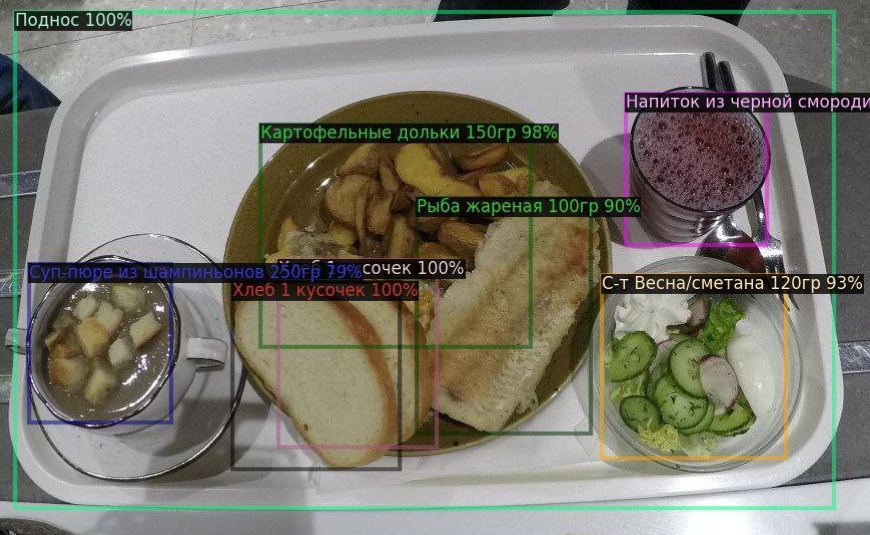 Поднос 100%
Напиток из черной смороди
Картофельные дольки 150гр 98%
Рыба жареная 100гр 90%
сочек 100%
Суп-пюре из шампиньонов 250гр 79%
С-т Весна/сметана 120гр 93%
Хлеб 1 кусочек 100%